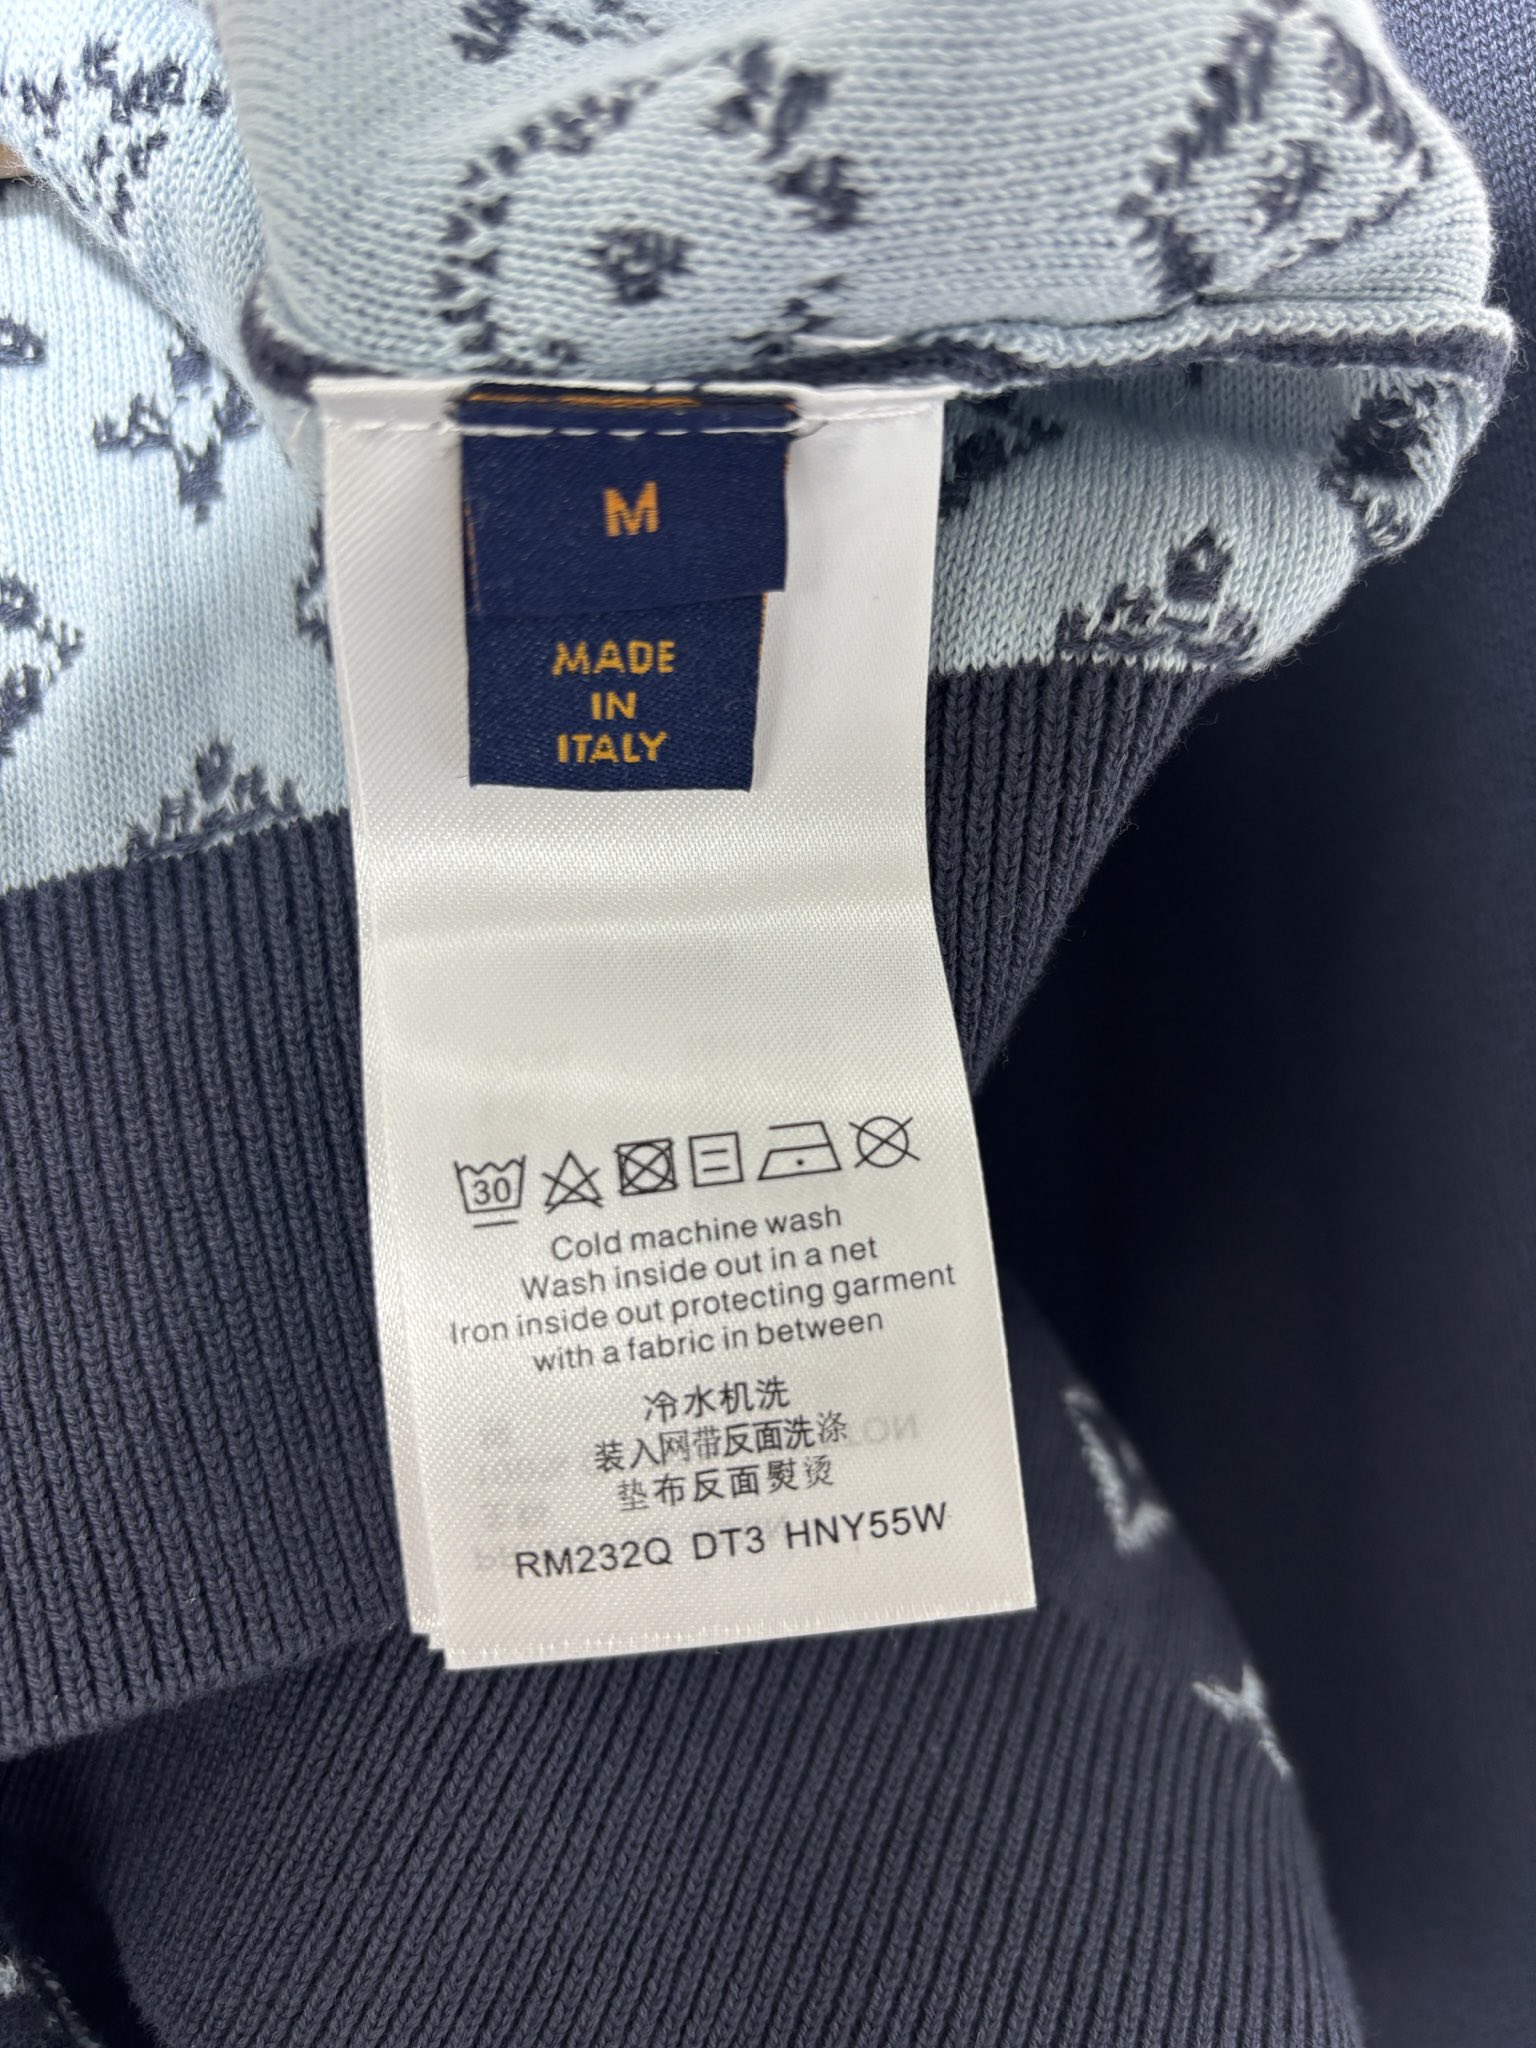 M
MADE
IN
ITALY
30
Cold machine wash
Wash inside out in a net
Iron inside out protecting garment
with a fabric in between
冷水机洗
装入网带反面洗涤
垫布反面熨烫
RM232Q DT3 HNY55W